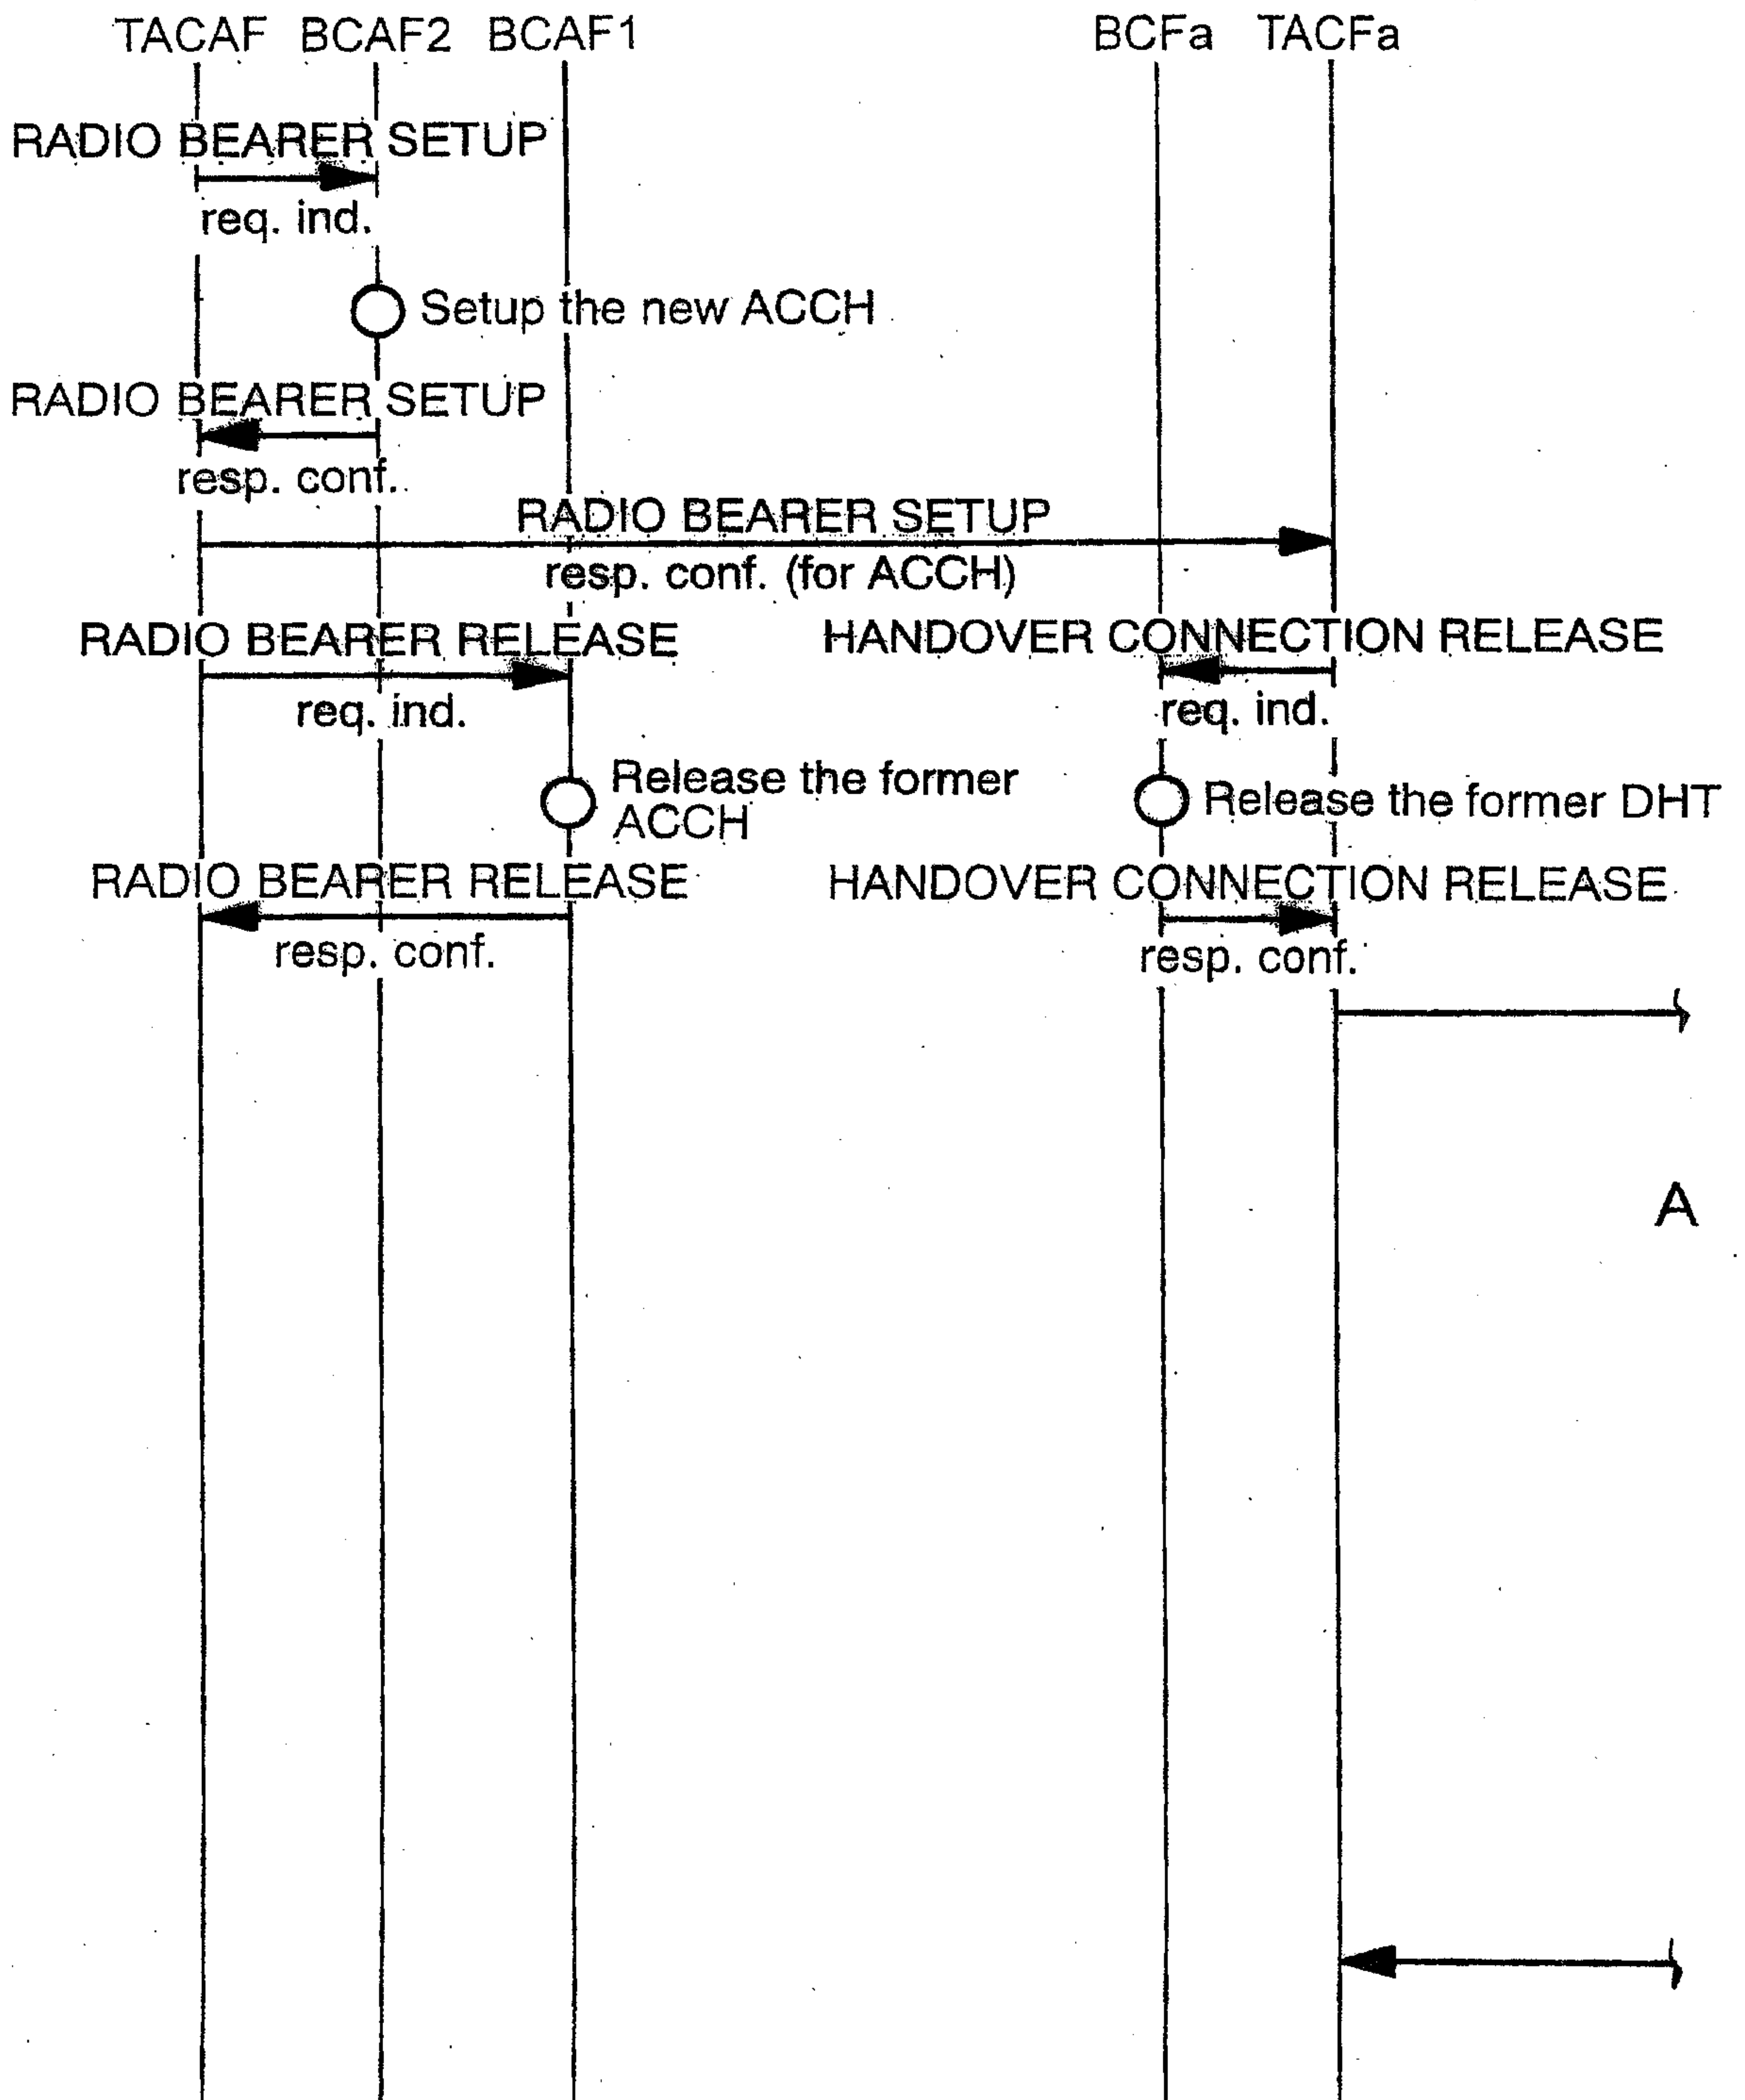 TACAF BCAF2 BCAF1 BCFa TACFa
RADIO BEARER SETUP
req. ind.
Setup the new ACCH
RADIO BEARER SETUP
resp. conf.
RADIO BEARER SETUP
resp. conf. (for ACCH)
RADIO BEARER RELEASE HANDOVER CONNECTION RELEASE
req. ind. req. ind.
Release the former
ACCH
Release the former DHT
RADIO BEARER RELEASE HANDOVER CONNECTION RELEASE
resp. conf. resp. conf.
A